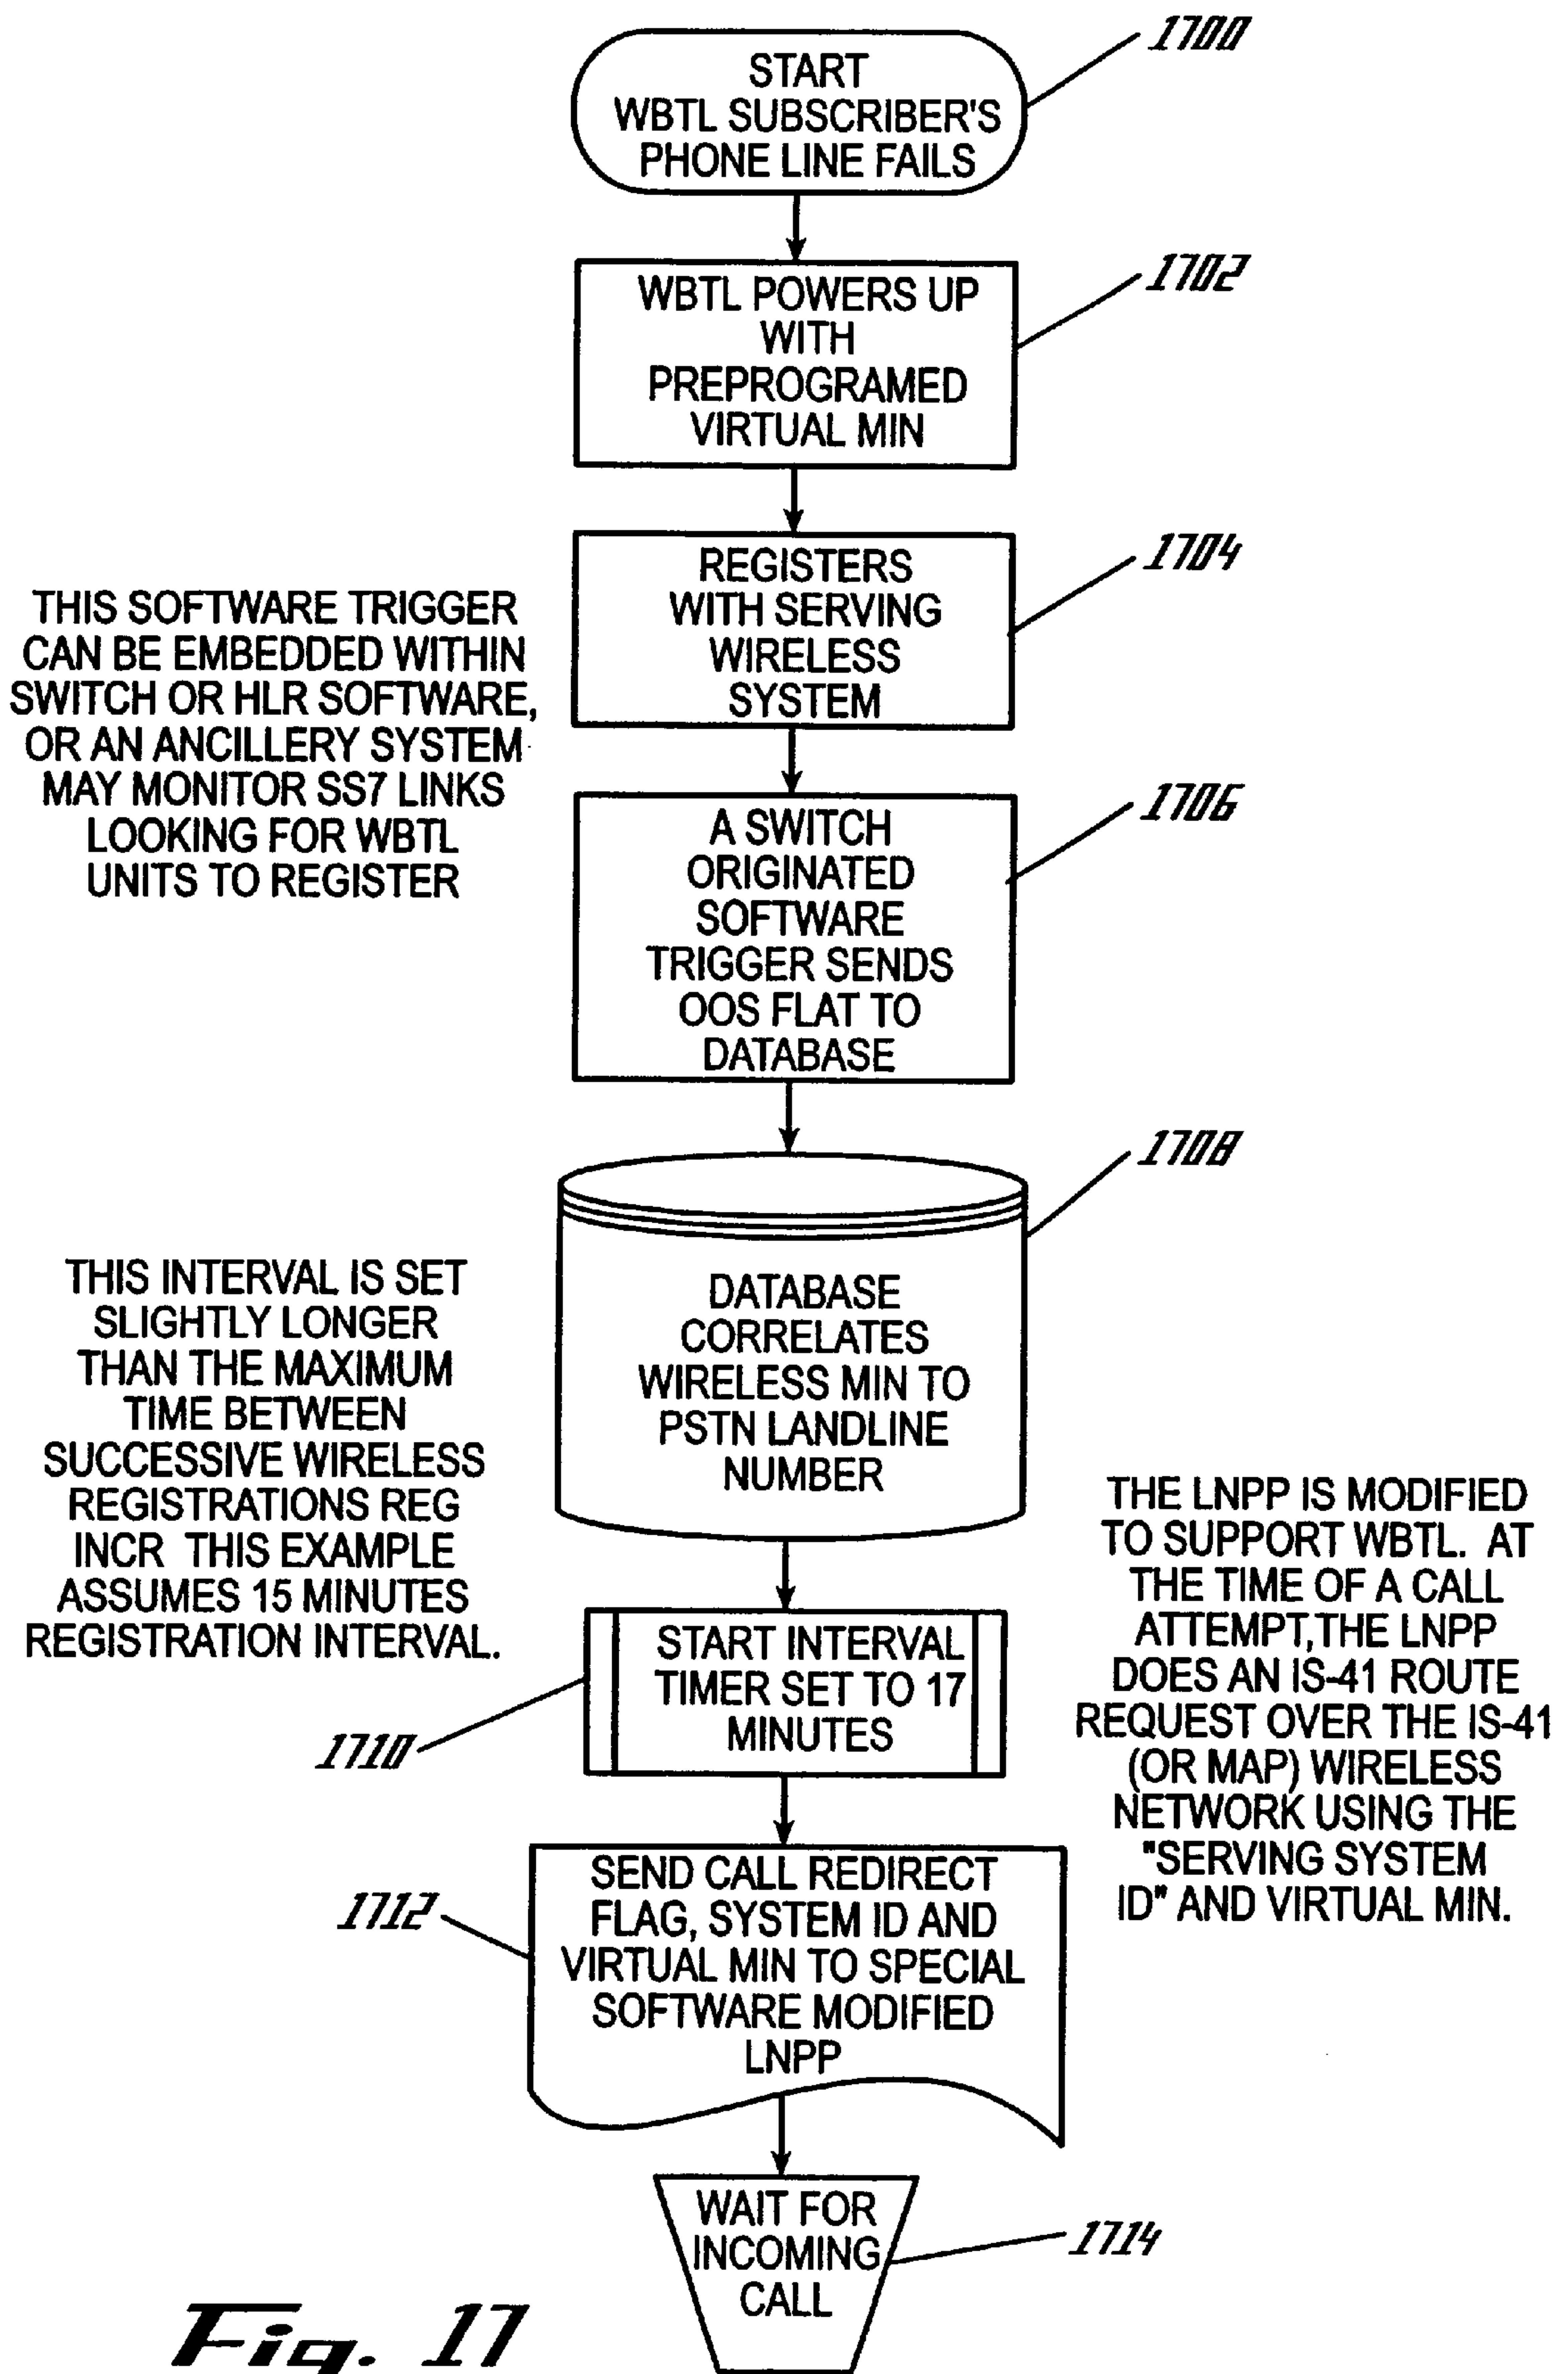 1700
START
WBTL SUBSCRIBER'S
PHONE LINE FAILS
1702
WBTL POWERS UP
WITH
PREPROGRAMED
VIRTUAL MIN
1704
REGISTERS
WITH SERVING
WIRELESS
SYSTEM
THIS SOFTWARE TRIGGER
CAN BE EMBEDDED WITHIN
SWITCH OR HLR SOFTWARE,
OR AN ANCILLERY SYSTEM
MAY MONITOR SS7 LINKS
LOOKING FOR WBTL
UNITS TO REGISTER
1706
A SWITCH
ORIGINATED
SOFTWARE
TRIGGER SENDS
OOS FLAT TO
DATABASE
1708
DATABASE
CORRELATES
WIRELESS MIN TO
PSTN LANDLINE
NUMBER
THIS INTERVAL IS SET
SLIGHTLY LONGER
THAN THE MAXIMUM
TIME BETWEEN
SUCCESSIVE WIRELESS
REGISTRATIONS REG
INCR THIS EXAMPLE
ASSUMES 15 MINUTES
REGISTRATION INTERVAL.
START INTERVAL
TIMER SET TO 17
MINUTES
1710
THE LNPP IS MODIFIED
TO SUPPORT WBTL. AT
THE TIME OF A CALL
ATTEMPT,THE LNPP
DOES AN IS-41 ROUTE
REQUEST OVER THE IS-41
(OR MAP) WIRELESS
NETWORK USING THE
"SERVING SYSTEM
ID" AND VIRTUAL MIN.
1712
SEND CALL REDIRECT
FLAG, SYSTEM ID AND
VIRTUAL MIN TO SPECIAL
SOFTWARE MODIFIED
LNPP
WAIT FOR
INCOMING
CALL
1714
Fig. 17